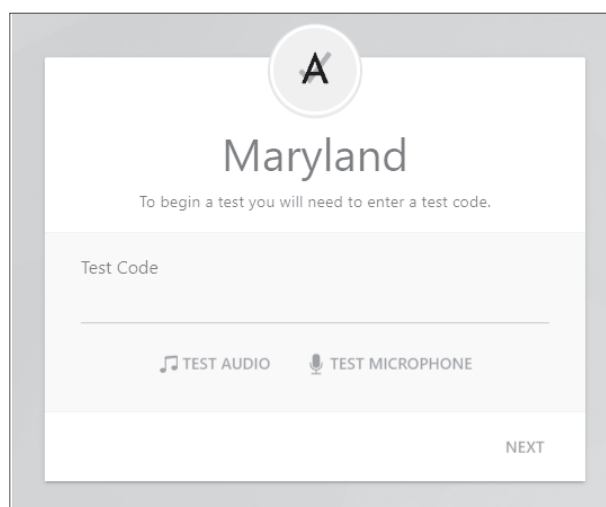 A
Maryland
To begin a test you will need to enter a test code.
Test Code
TEST AUDIO TEST MICROPHONE
NEXT